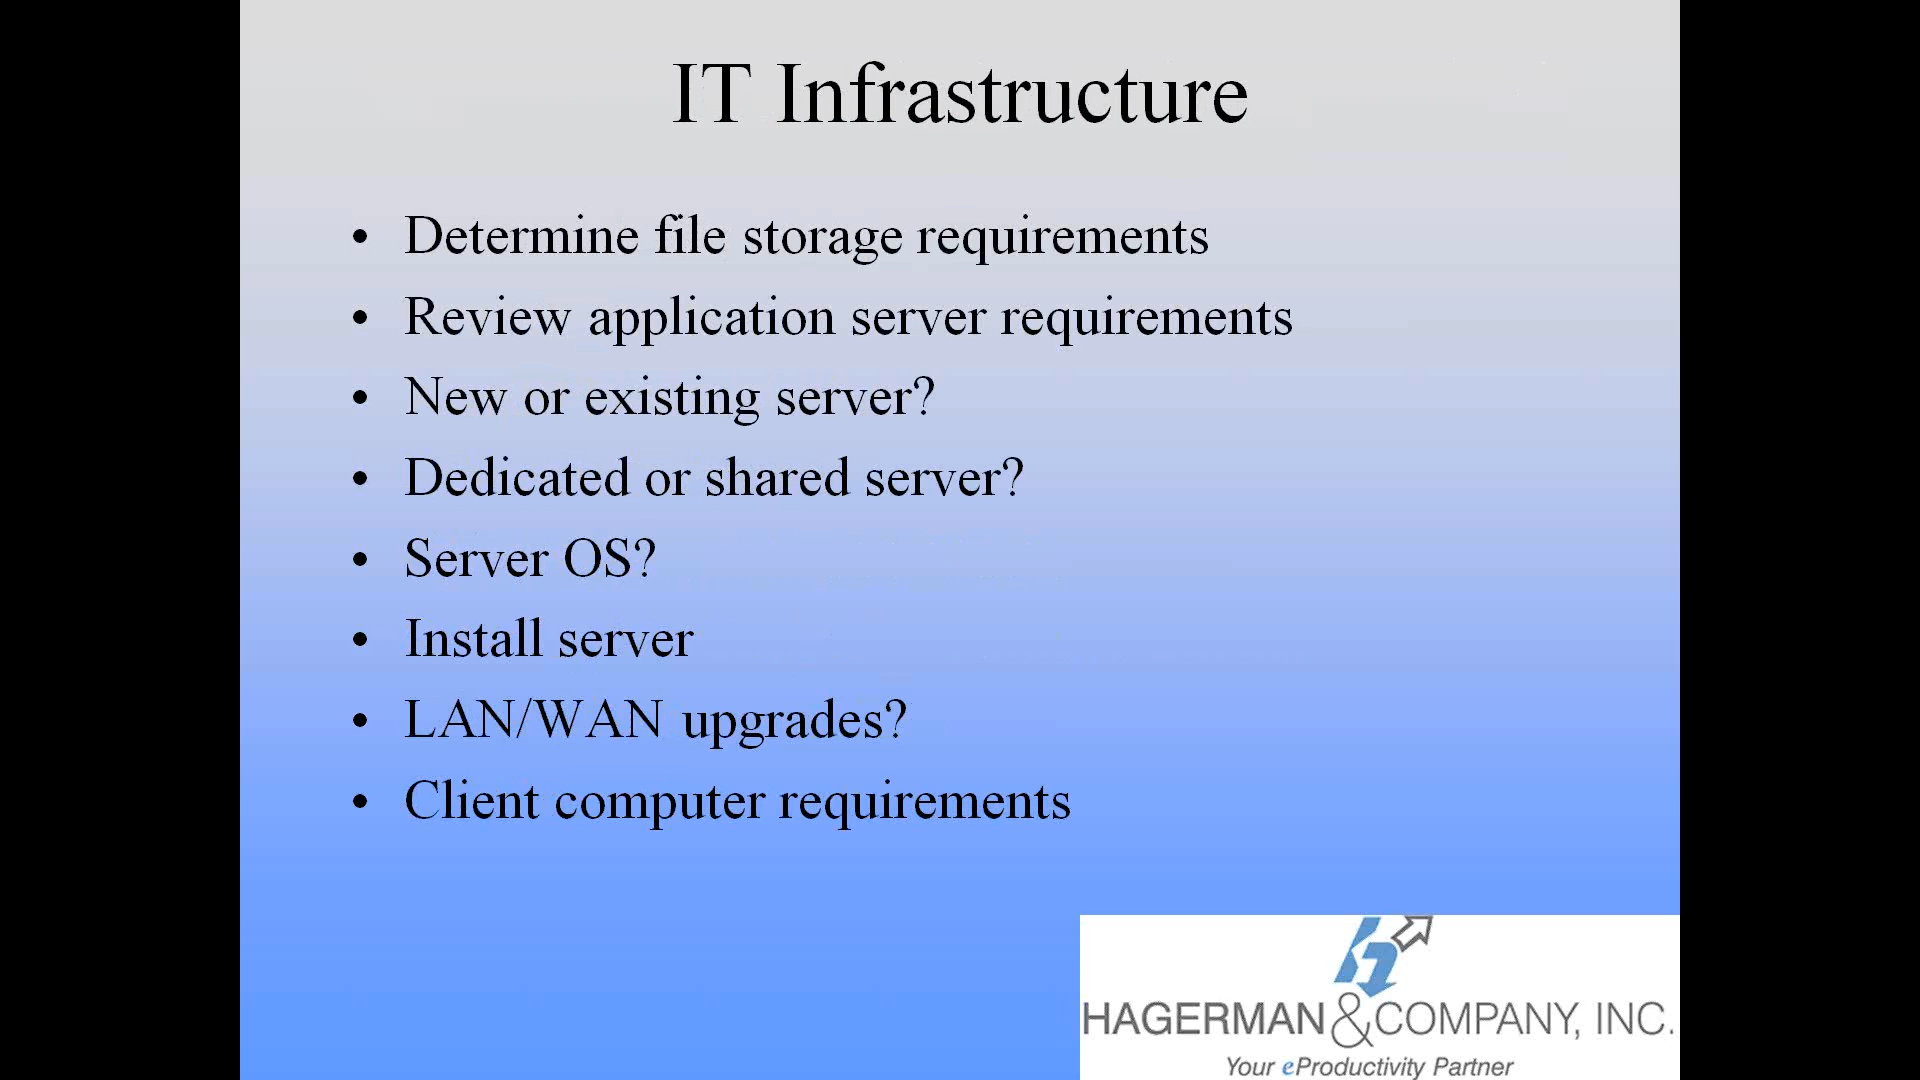 IT Infrastructure
• Determine file storage requirements
• Review application server requirements
• New or existing server?
• Dedicated or shared server?
• Server OS?
• Install server
• LAN/WAN upgrades?
• Client computer requirements
HAGERMAN & COMPANY, INC.
Your eProductivity Partner